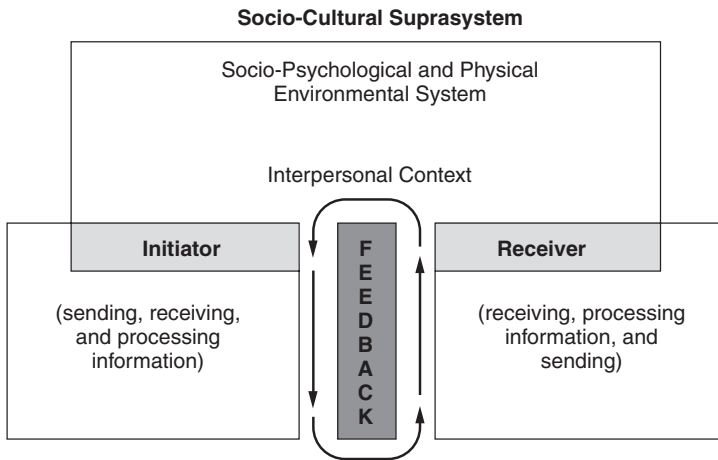 Socio-Cultural Suprasystem
Socio-Psychological and Physical
Environmental System
Interpersonal Context
Initiator
FEEDBACK
Receiver
(sending, receiving,
and processing
information)
(receiving, processing
information, and
sending)